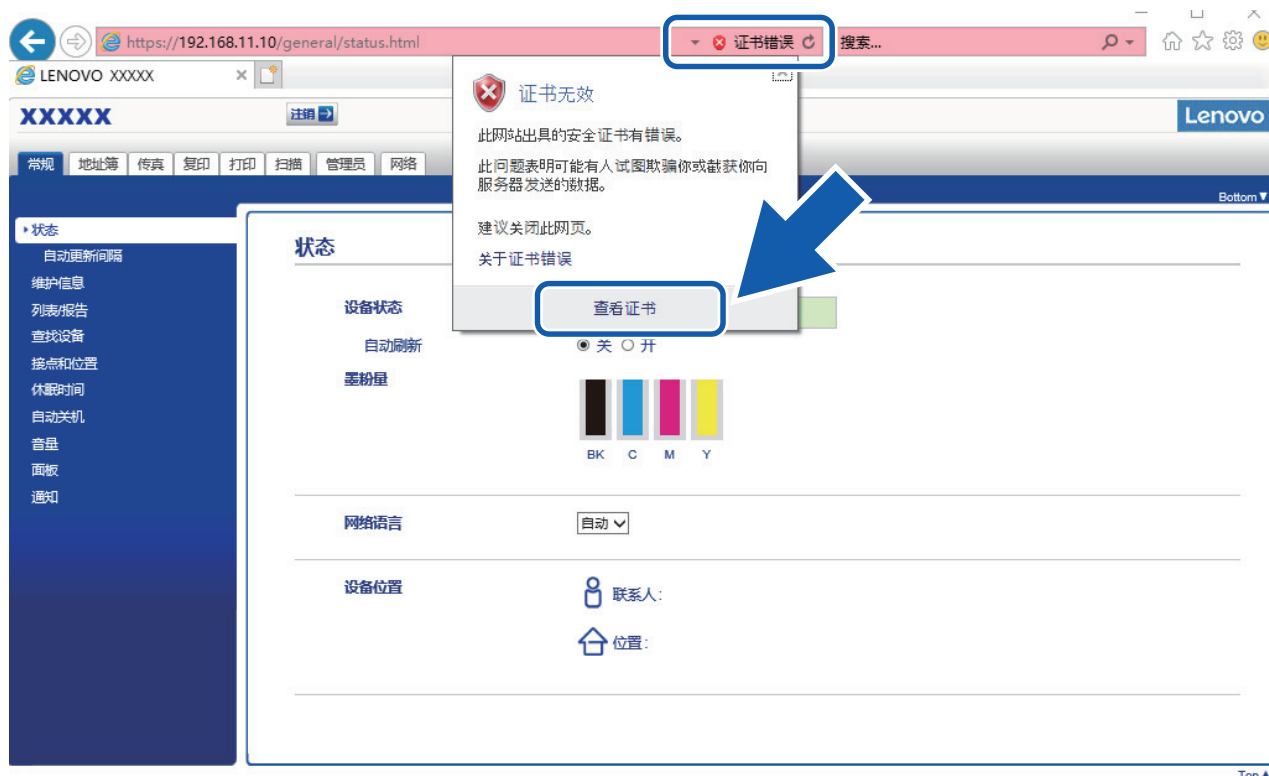 https://192.168.11.10/general/status.html 证书错误 搜索...
LENOVO XXXXX
证书无效
此网站出具的安全证书有错误。
此问题表明可能有人试图欺骗你或截获你向
服务器发送的数据。
建议关闭此网页。
关于证书错误
查看证书
XXXXX 注销 Lenovo
常规 地址簿 传真 复印 打印 扫描 管理员 网络
Bottom▼
状态
自动更新间隔
维护信息
列表/报告
查找设备
接点和位置
休眠时间
自动关机
音量
面板
通知
状态
设备状态
自动刷新 关 开
墨粉量
BK C M Y
网络语言 自动
设备位置 联系人:
位置:
Top▲